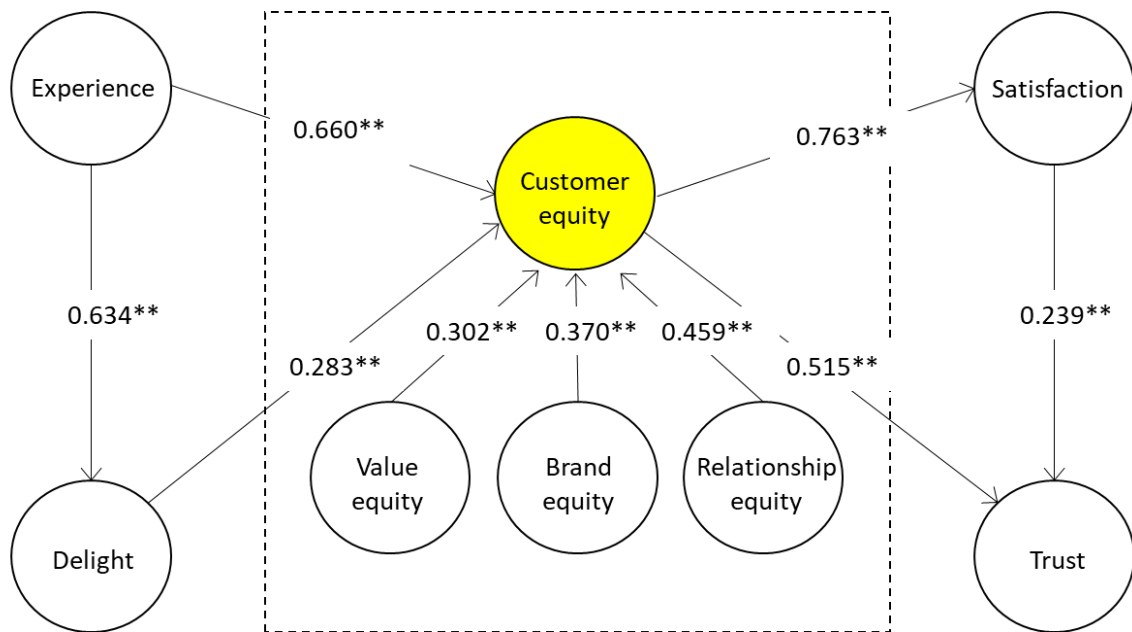 Experience
Satisfaction
0.660**
0.763**
Customer
equity
0.634**
0.302**
0.370**
0.459**
0.239**
0.283**
0.515**
Value
equity
Brand
equity
Relationship
equity
Delight
Trust